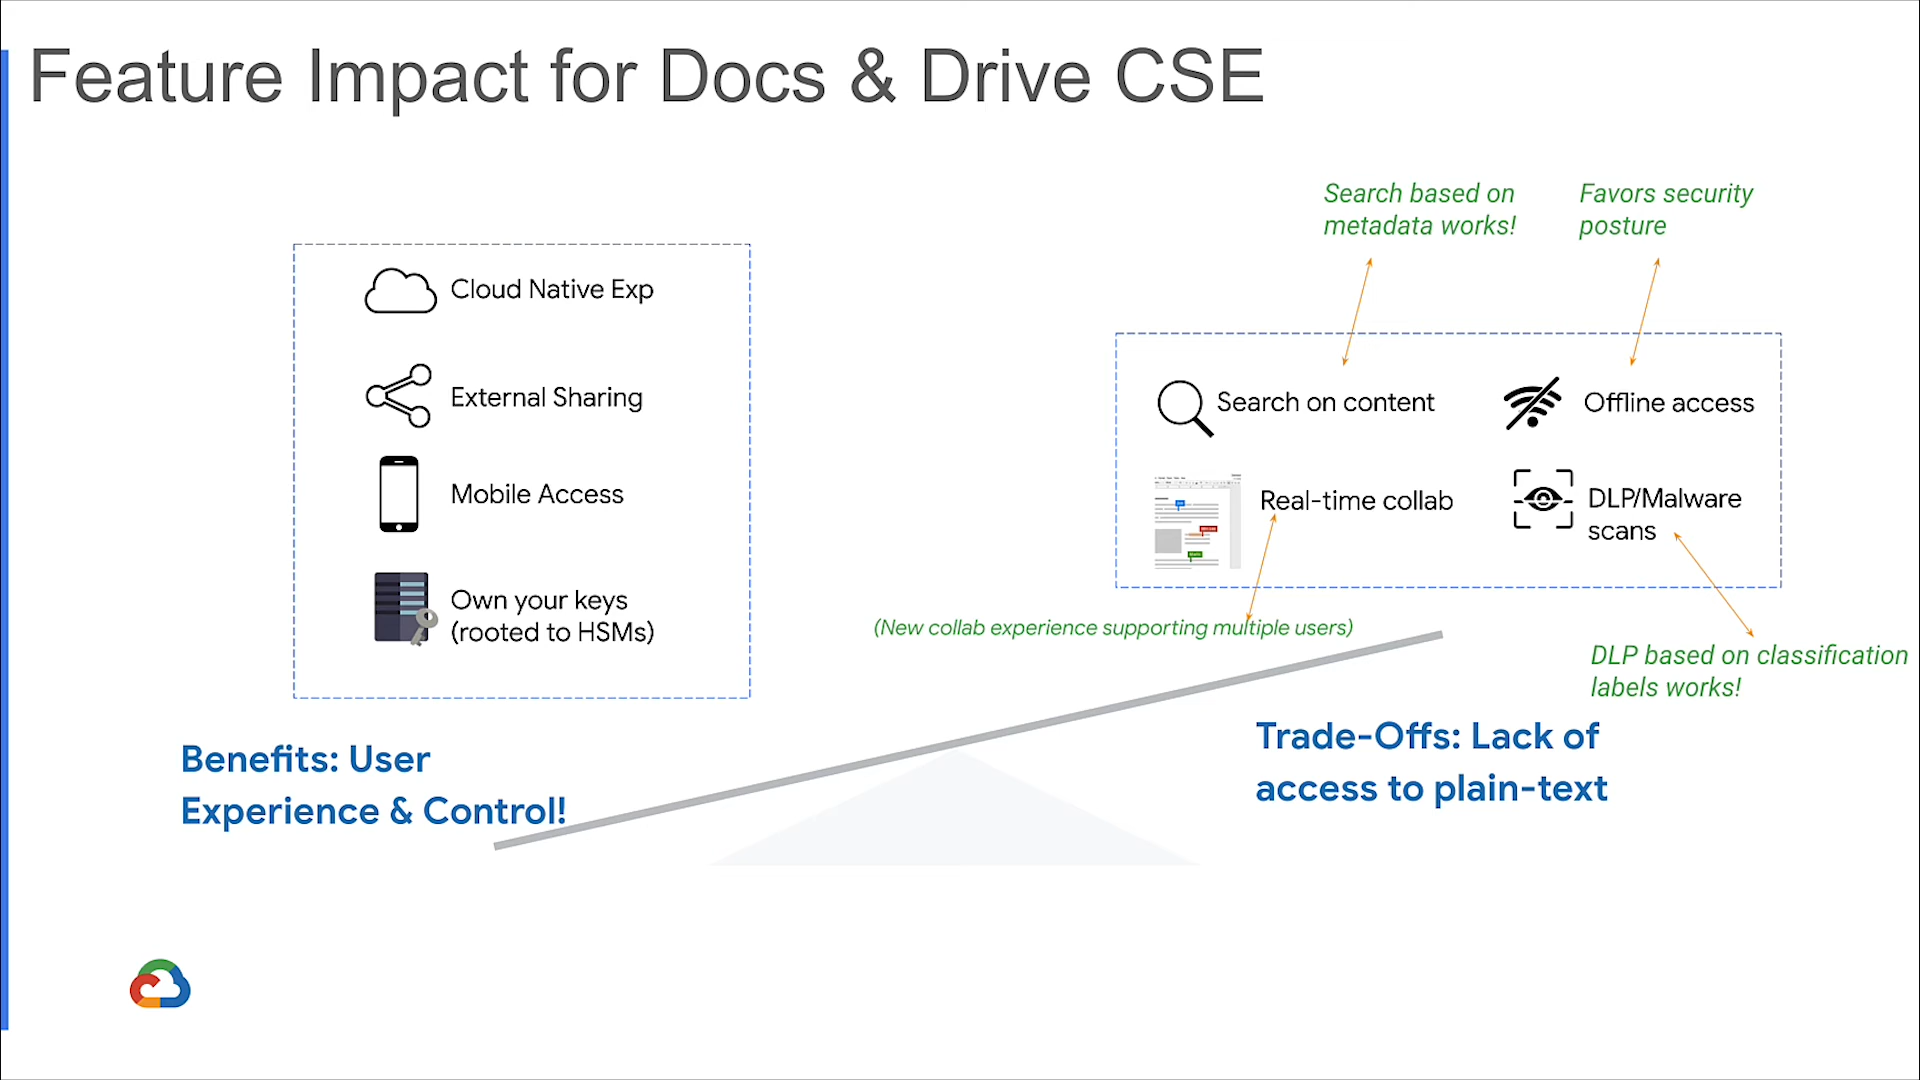 Feature Impact for Docs & Drive CSE
Search based on
metadata works!
Favors security
posture
Cloud Native Exp
External Sharing
Mobile Access
Own your keys
(rooted to HSMs)
Search on content
Offline access
Real-time collab
DLP/Malware
scans
(New collab experience supporting multiple users)
DLP based on classification
labels works!
Benefits: User
Experience & Control!
Trade-Offs: Lack of
access to plain-text